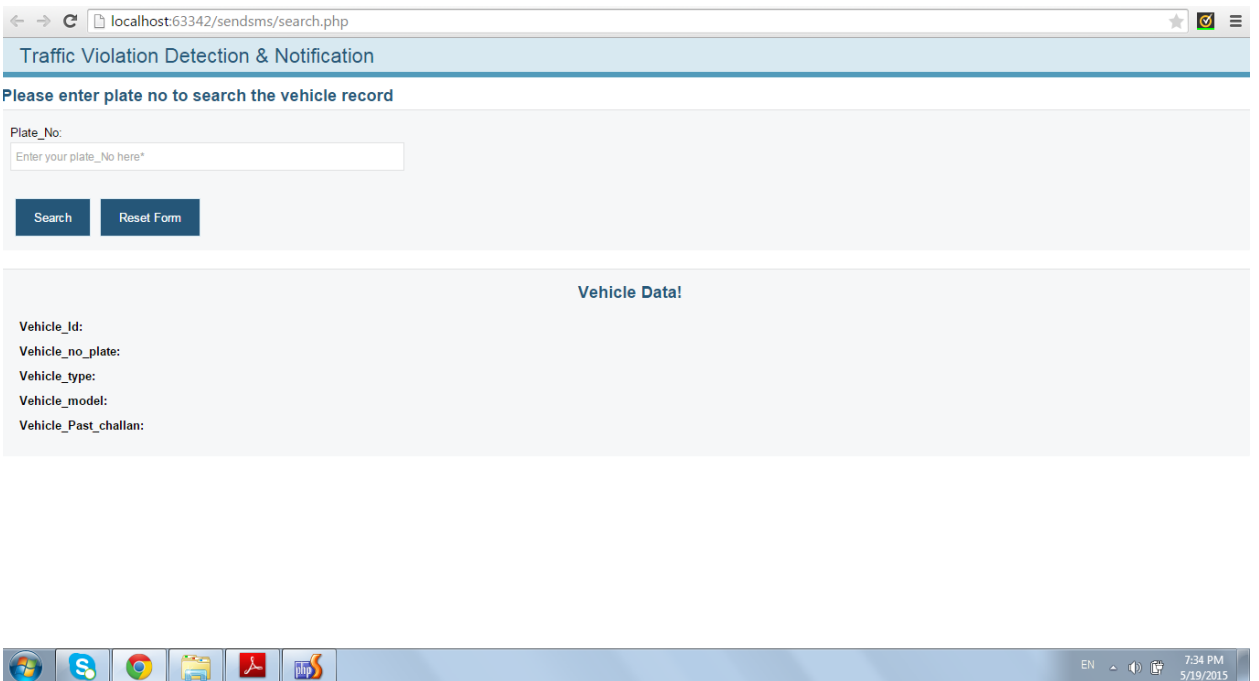 localhost:63342/sendsms/search.php
Traffic Violation Detection & Notification
Please enter plate no to search the vehicle record
Plate_No:
Enter your plate_No here*
Search Reset Form
Vehicle Data!
Vehicle_Id:
Vehicle_no_plate:
Vehicle_type:
Vehicle_model:
Vehicle_Past_challan:
php
EN 7:34 PM
5/19/2015